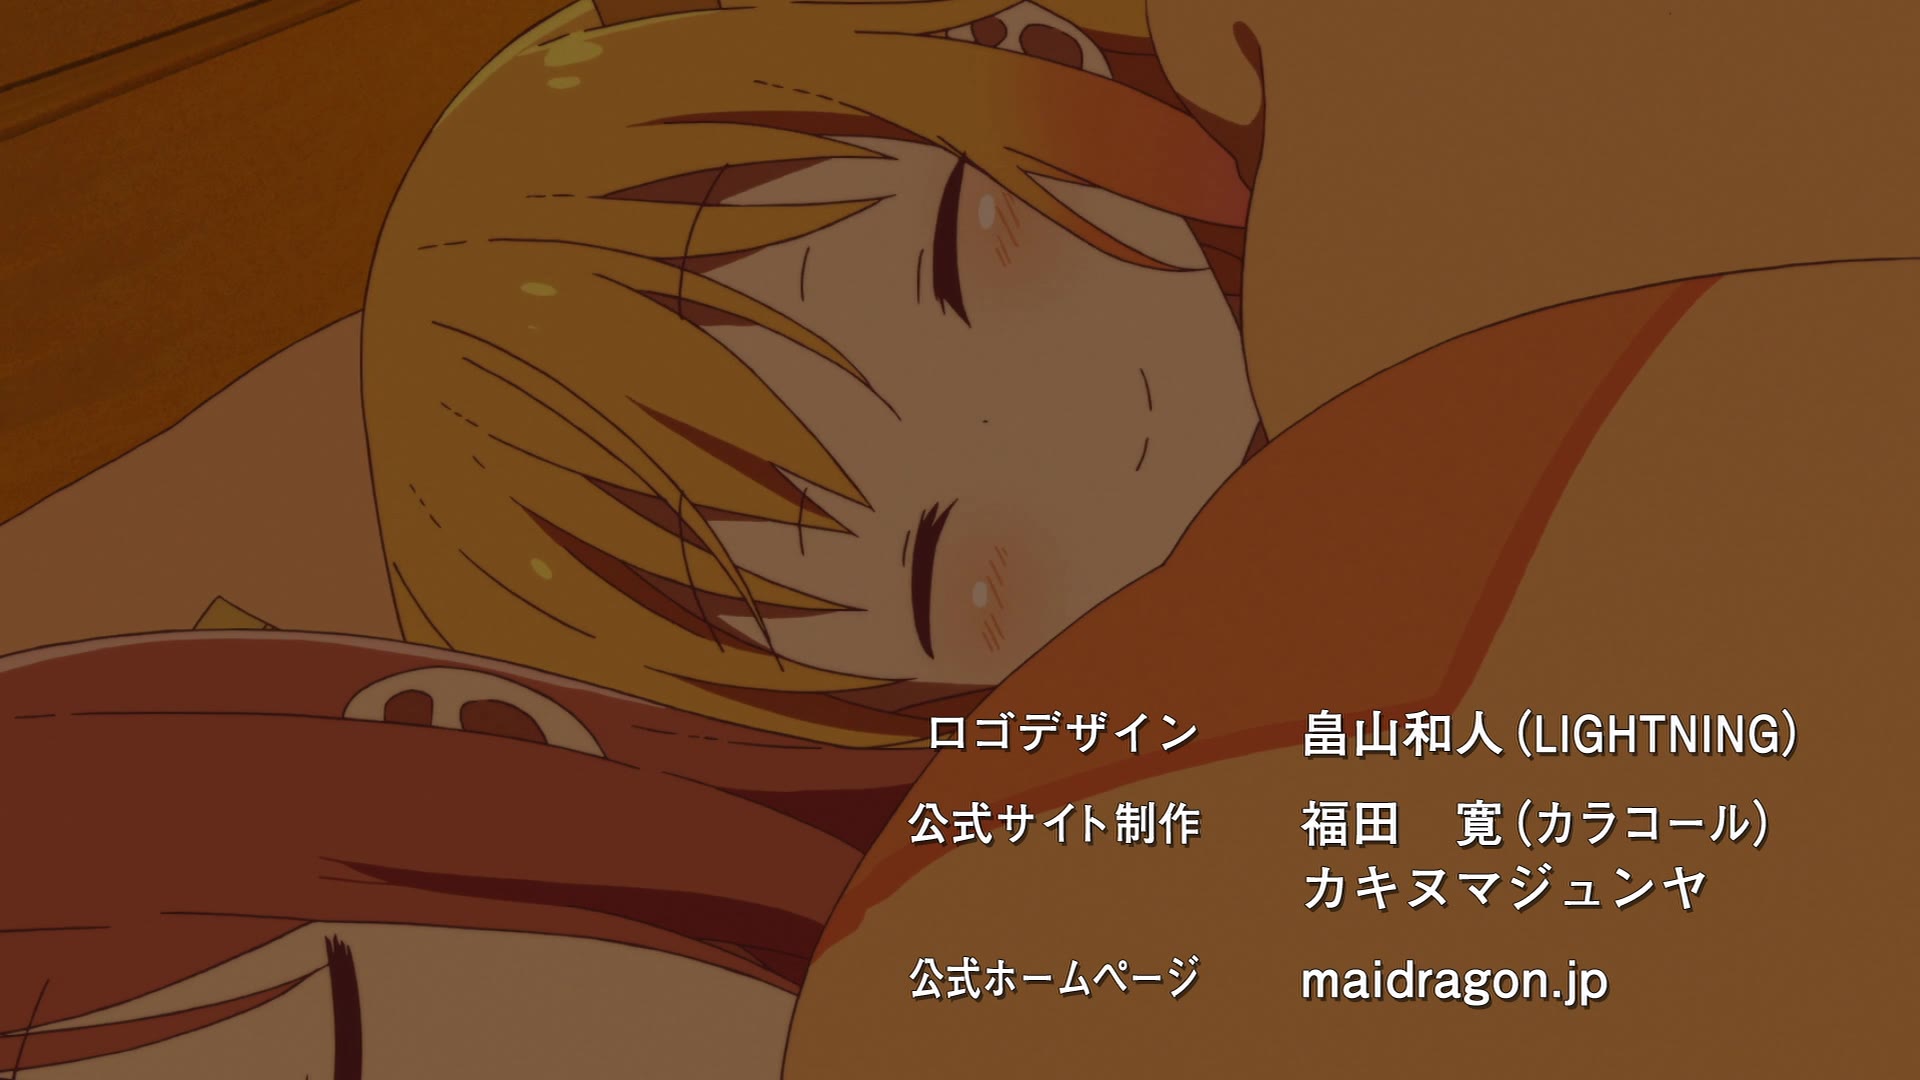 ロゴデザイン　畠山和人(LIGHTNING)
公式サイト制作　福田　寛(カラコール)
カキヌマジュンヤ
公式ホームページ　maidragon.jp